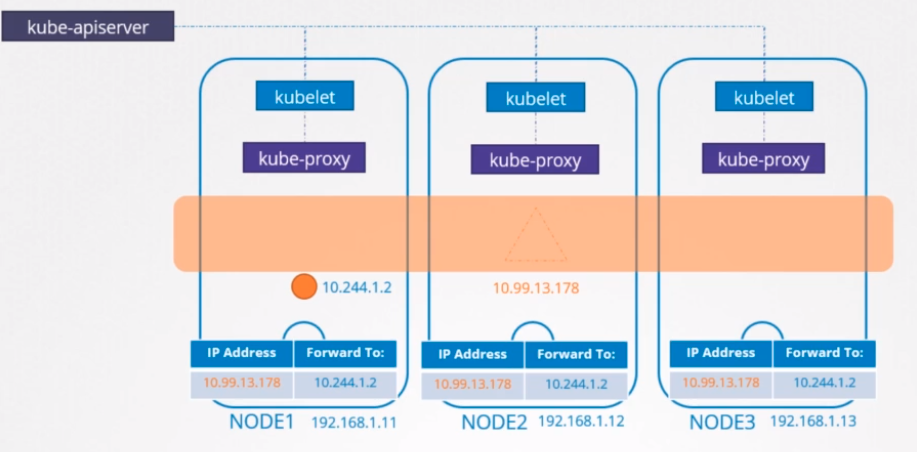 kube-apiserver
kubelet
kubelet
kubelet
kube-proxy
kube-proxy
kube-proxy
10.244.1.2
10.99.13.178
IP Address Forward To:
10.99.13.178 10.244.1.2
IP Address Forward To:
10.99.13.178 10.244.1.2
IP Address Forward To:
10.99.13.178 10.244.1.2
NODE1 192.168.1.11
NODE2 192.168.1.12
NODE3 192.168.1.13